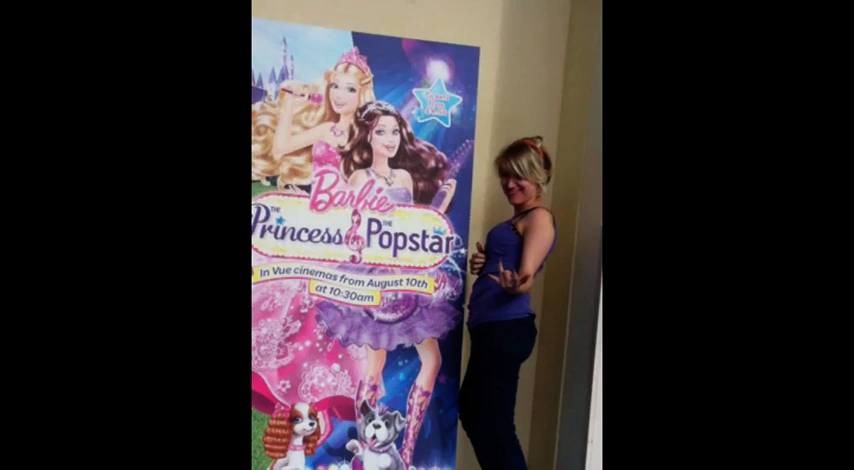 Barbie
THE
Princess & THE Popstar
In Vue cinemas from August 10th
at 10:30am